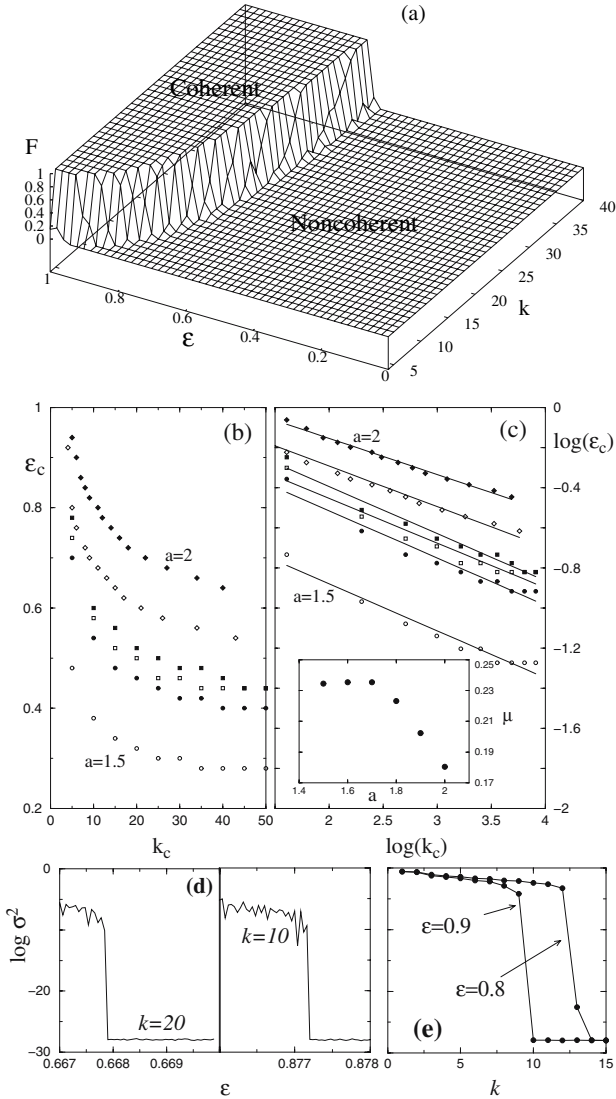 (a)
Coherent
F
1
0.8
0.6
0.4
0.2
0
Noncoherent
40
35
30
25
20
15
10
5
k
1
0.8
0.6
0.4
0.2
0
ε
1
0.8
0.6
0.4
0.2
ε_c
(b)
a=2
a=1.5
0 10 20 30 40 50
k_c
(c)
0
−0.4
−0.8
−1.2
−1.6
−2
log(ε_c)
a=2
a=1.5
0.25
0.23
0.21
0.19
0.17
μ
1.4 1.6 1.8 2
a
2 2.5 3 3.5 4
log(k_c)
log σ²
0
−10
−20
−30
(d)
k=20
k=10
0.667 0.668 0.669 0.877 0.878
ε
ε=0.9
ε=0.8
(e)
0 5 10 15
k